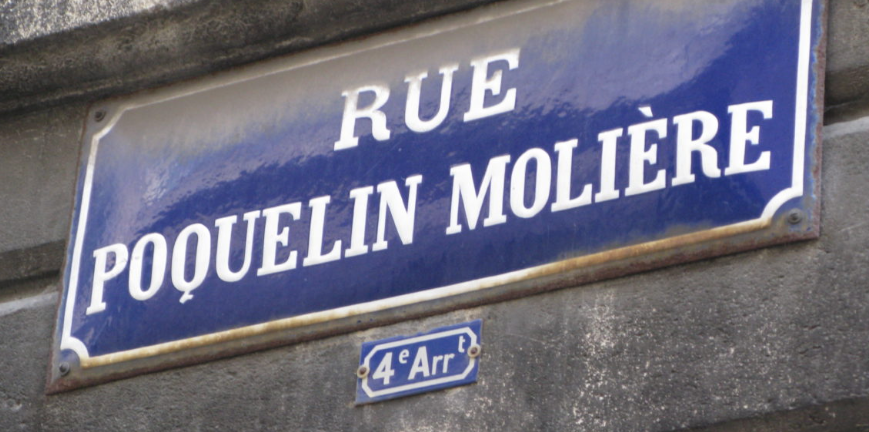 RUE
POQUELIN MOLIÈRE
4e Arrt